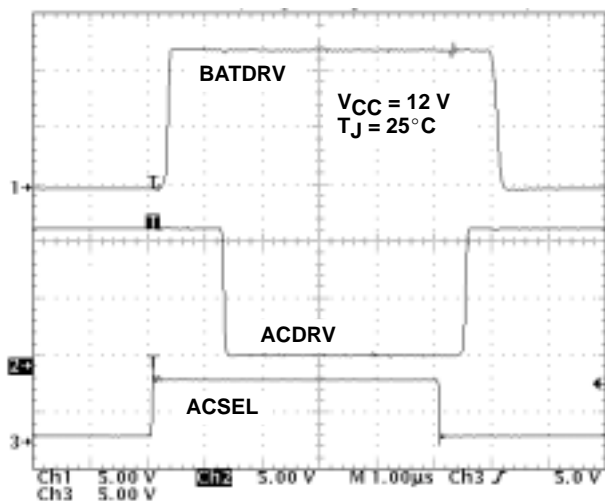 BATDRV
VCC = 12 V
TJ = 25°C
1→
T
T
ACDRV
2→
ACSEL
3→
Ch1 5.00 V Ch2 5.00 V M 1.00µs Ch3 ∫ 5.0 V
Ch3 5.00 V